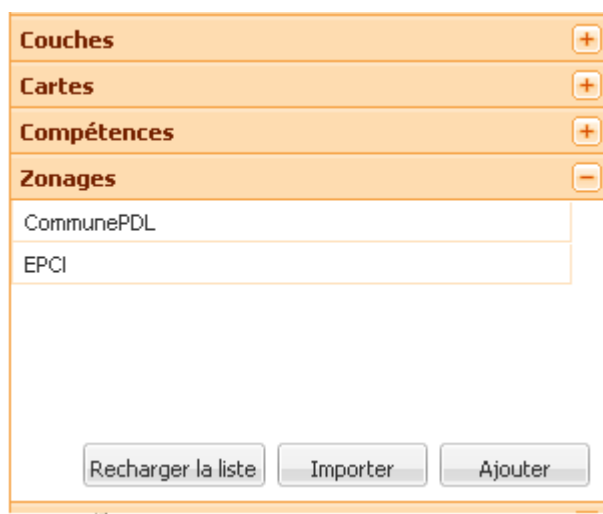 Couches
Cartes
Compétences
Zonages
CommunePDL
EPCI
Recharger la liste Importer Ajouter